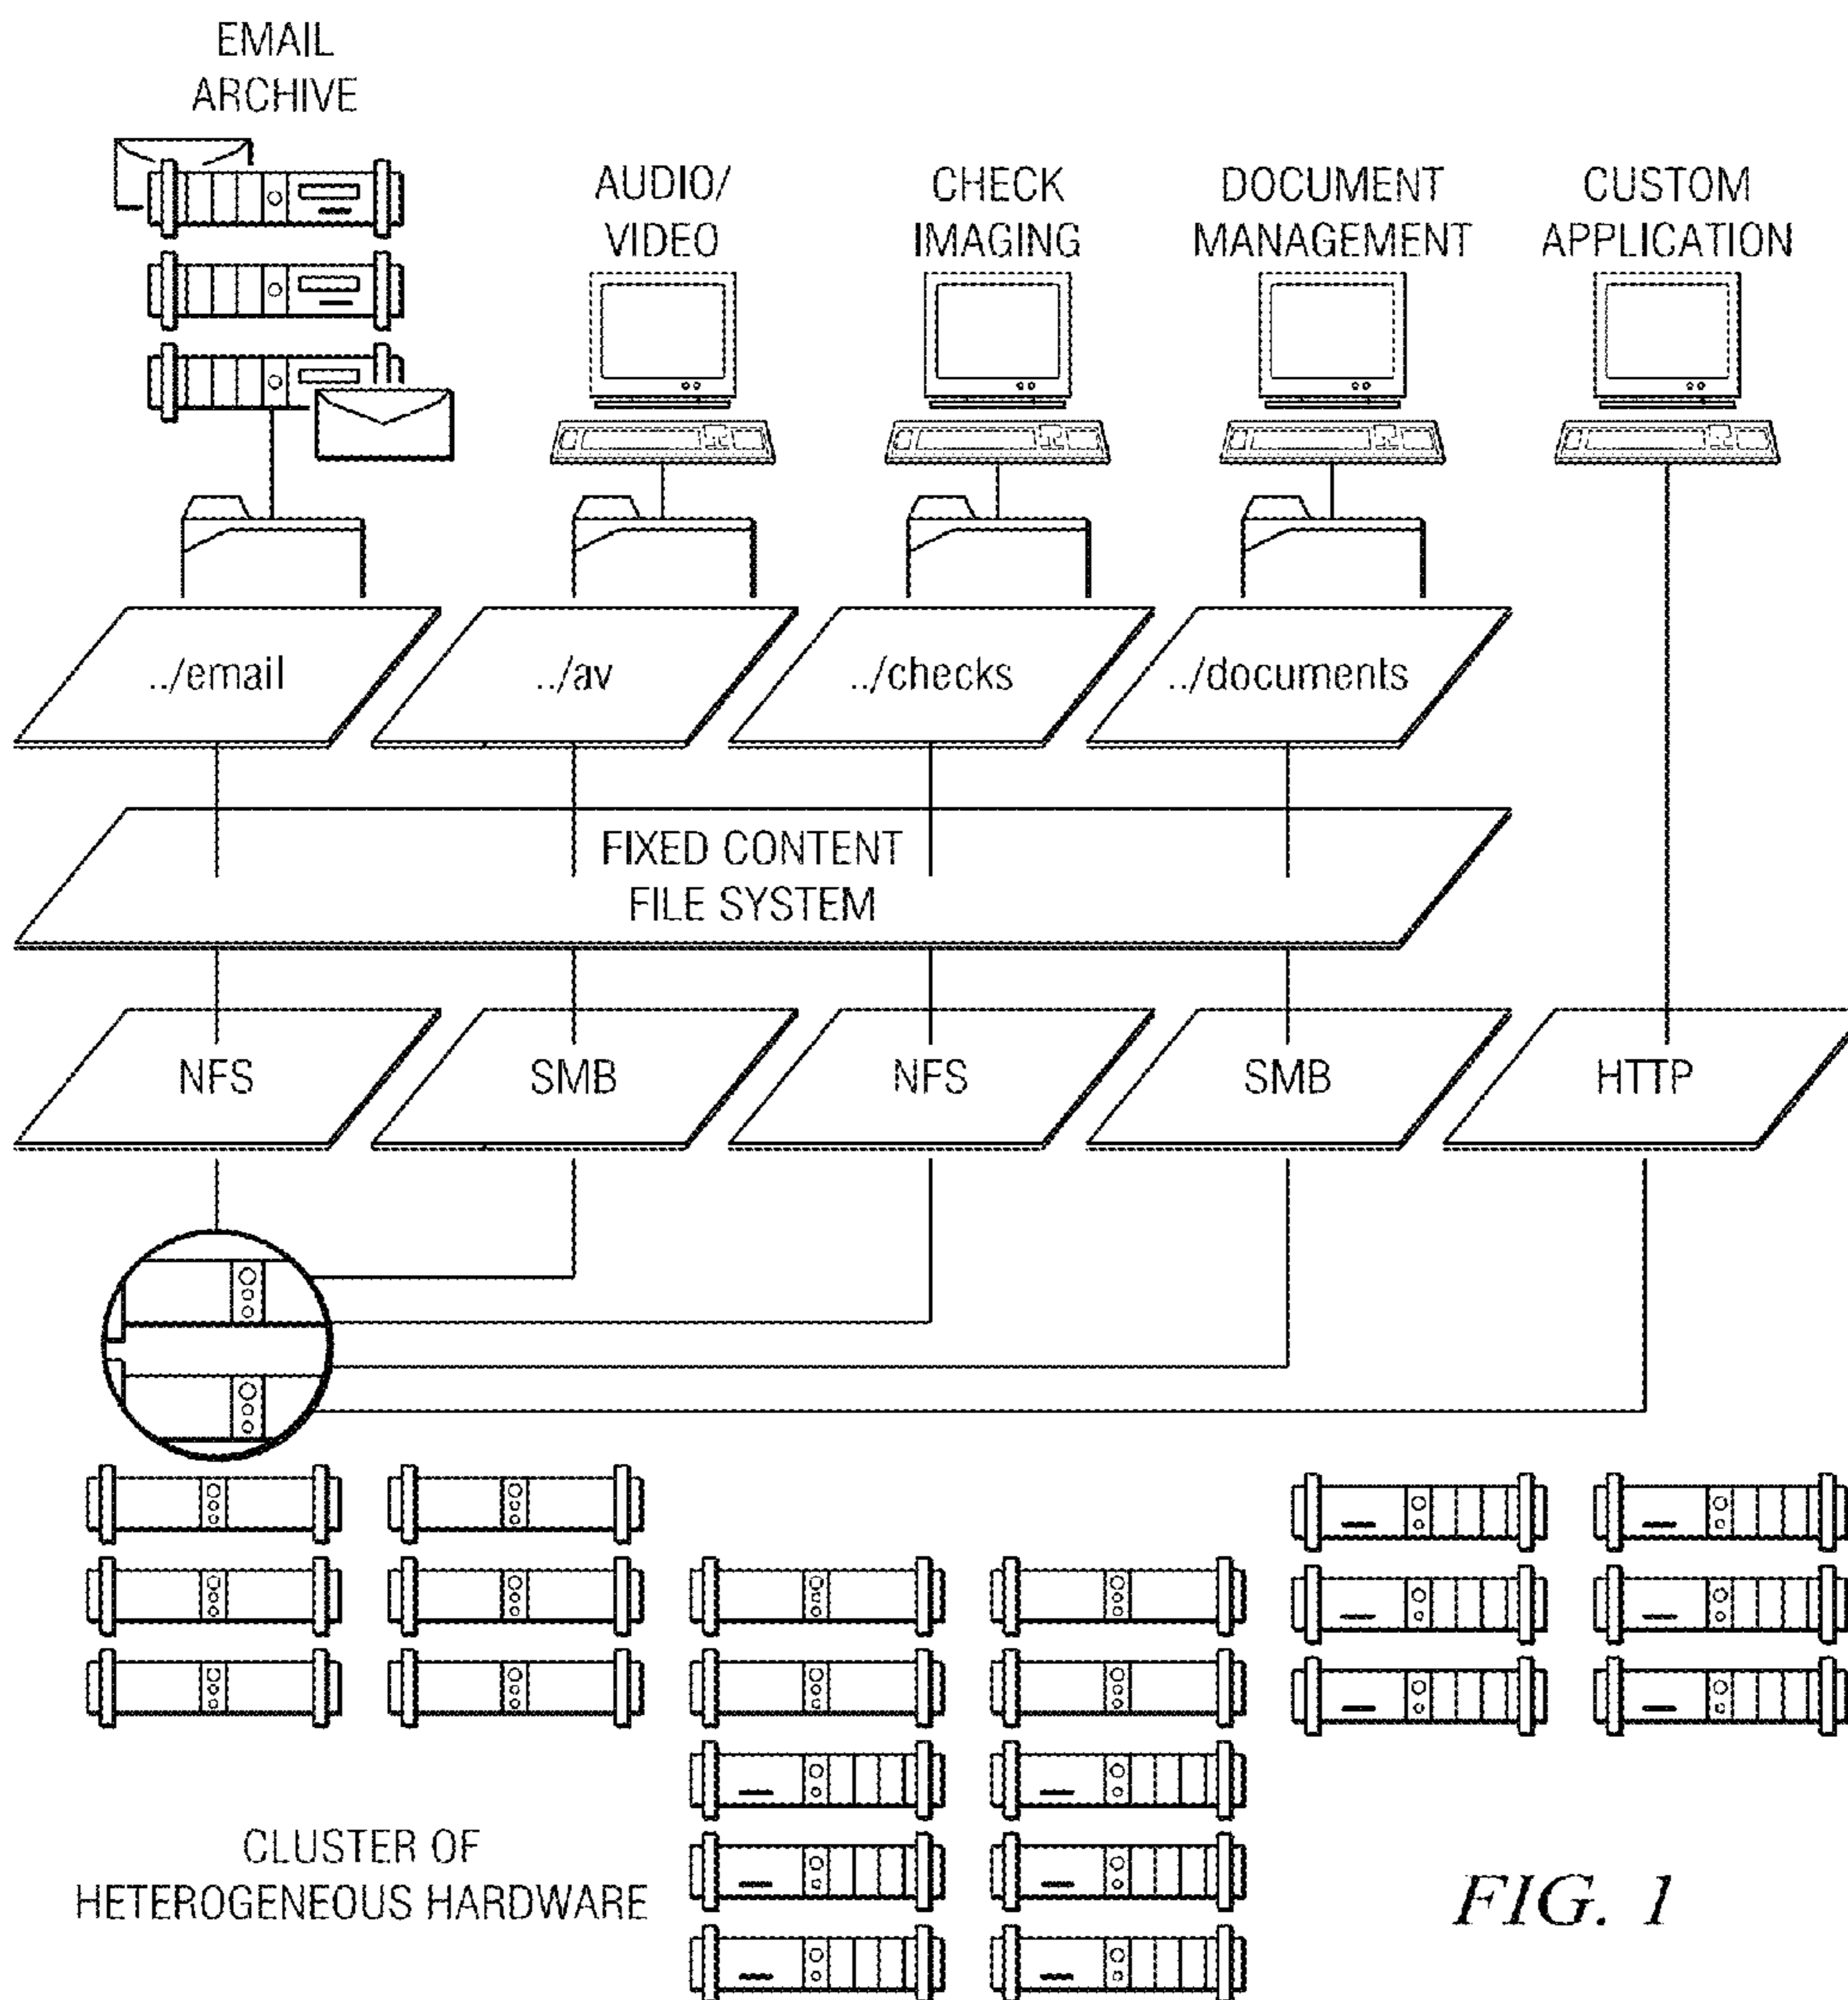 EMAIL
ARCHIVE
AUDIO/
VIDEO
CHECK
IMAGING
DOCUMENT
MANAGEMENT
CUSTOM
APPLICATION
../email
../av
../checks
../documents
FIXED CONTENT
FILE SYSTEM
NFS
SMB
NFS
SMB
HTTP
CLUSTER OF
HETEROGENEOUS HARDWARE
FIG. 1